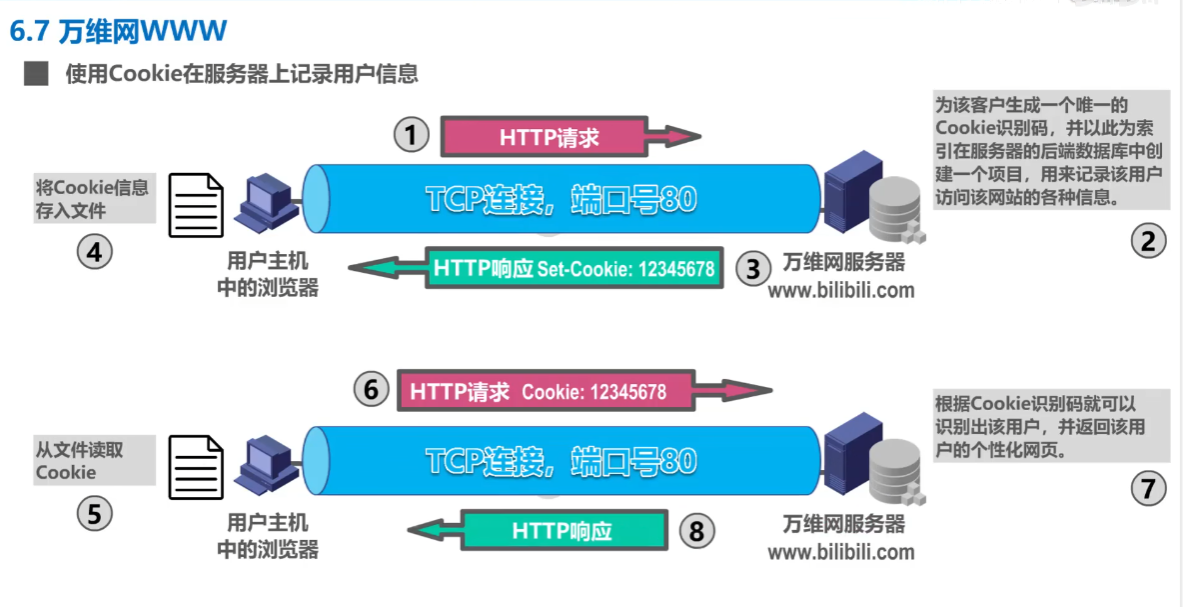 6.7 万维网WWW
使用Cookie在服务器上记录用户信息
1
HTTP请求
TCP连接，端口号80
将Cookie信息
存入文件
4
用户主机
中的浏览器
为该客户生成一个唯一的
Cookie识别码，并以此为索
引在服务器的后端数据库中创
建一个项目，用来记录该用户
访问该网站的各种信息。
2
HTTP响应 Set-Cookie: 12345678
3
万维网服务器
www.bilibili.com
6
HTTP请求 Cookie: 12345678
TCP连接，端口号80
从文件读取
Cookie
5
用户主机
中的浏览器
根据Cookie识别码就可以
识别出该用户，并返回该用
户的个性化网页。
7
HTTP响应
8
万维网服务器
www.bilibili.com